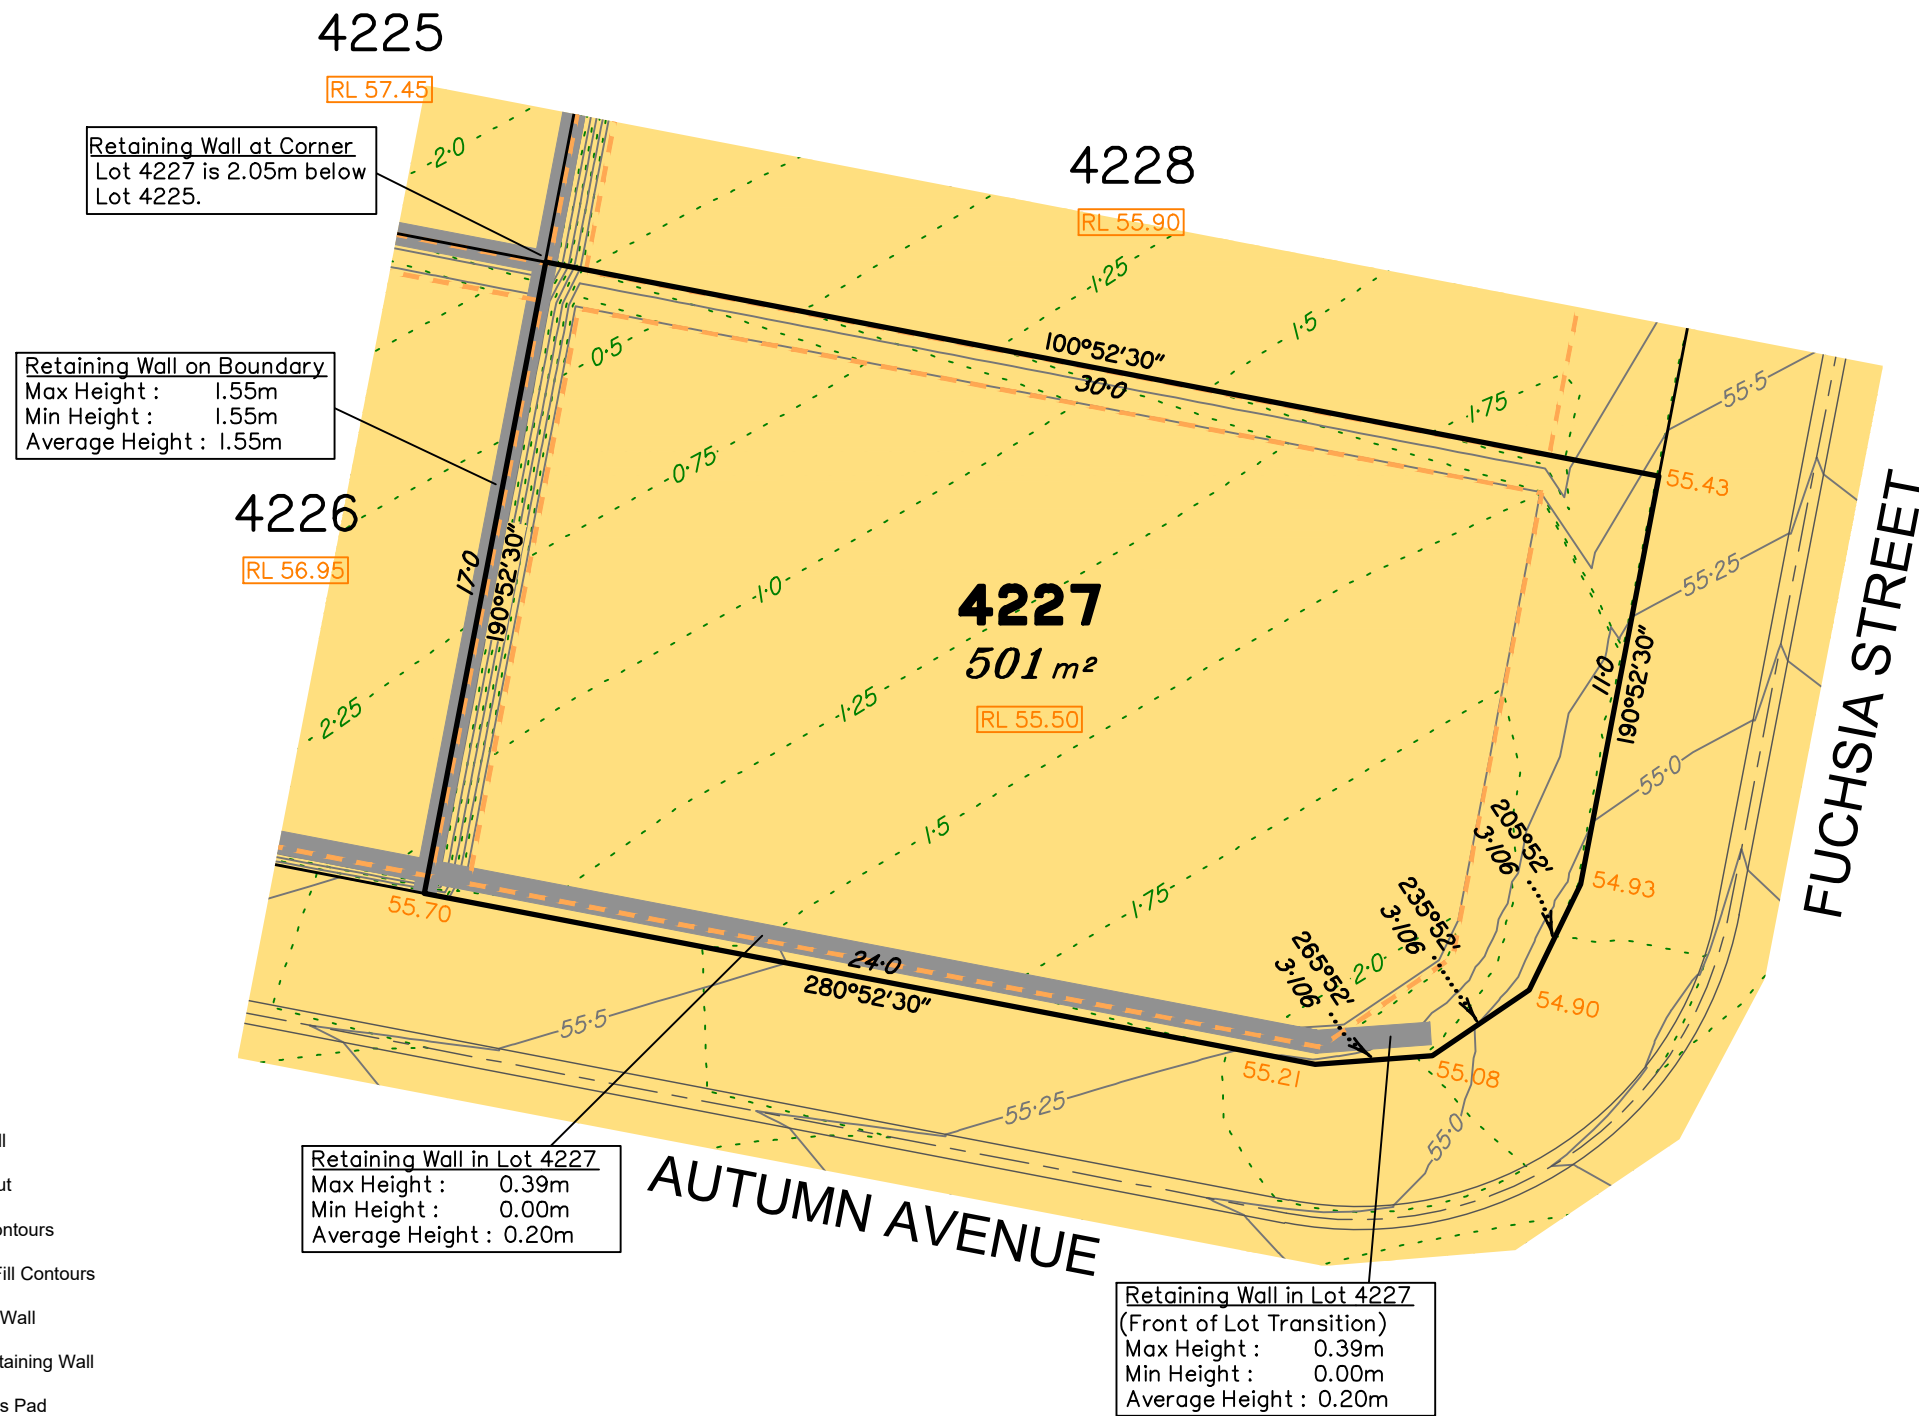 4225
RL 57.45
Retaining Wall at Corner
Lot 4227 is 2.05m below
Lot 4225.
2·0
4228
RL 55.90
1·25
1·5
0·5
100°52'30"
30·0
1·75
55·5
Retaining Wall on Boundary
Max Height : 1.55m
Min Height : 1.55m
Average Height : 1.55m
0·75
55.43
4226
RL 56.95
17·0
190°52'30"
1·0
4227
501 m²
RL 55.50
55·25
FUCHSIA STREET
11·0
190°52'30"
2·25
1·25
55·0
1·5
205°52'
3·106
54.93
55.70
1·75
235°52'
3·106
265°52'
3·106
2·0
24·0
280°52'30"
54.90
55·5
55.21
55.08
55·25
55·0
Retaining Wall in Lot 4227
Max Height : 0.39m
Min Height : 0.00m
Average Height : 0.20m
AUTUMN AVENUE
Retaining Wall in Lot 4227
(Front of Lot Transition)
Max Height : 0.39m
Min Height : 0.00m
Average Height : 0.20m
ut
ontours
Fill Contours
Wall
taining Wall
s Pad